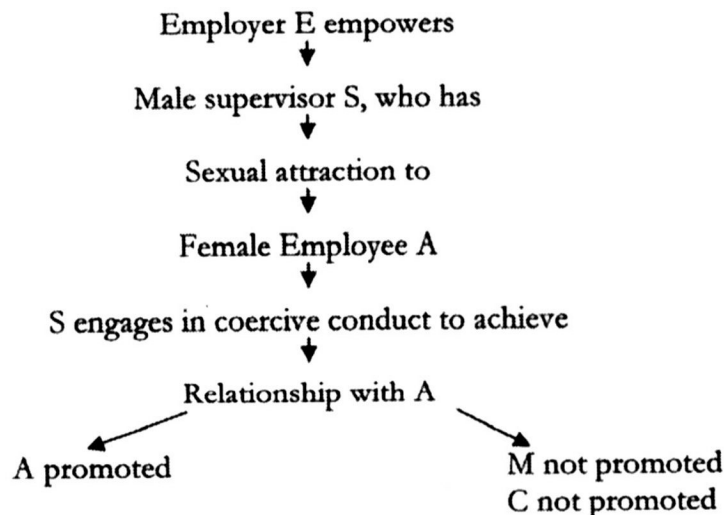 Employer E empowers
Male supervisor S, who has
Sexual attraction to
Female Employee A
S engages in coercive conduct to achieve
Relationship with A
A promoted
M not promoted
C not promoted